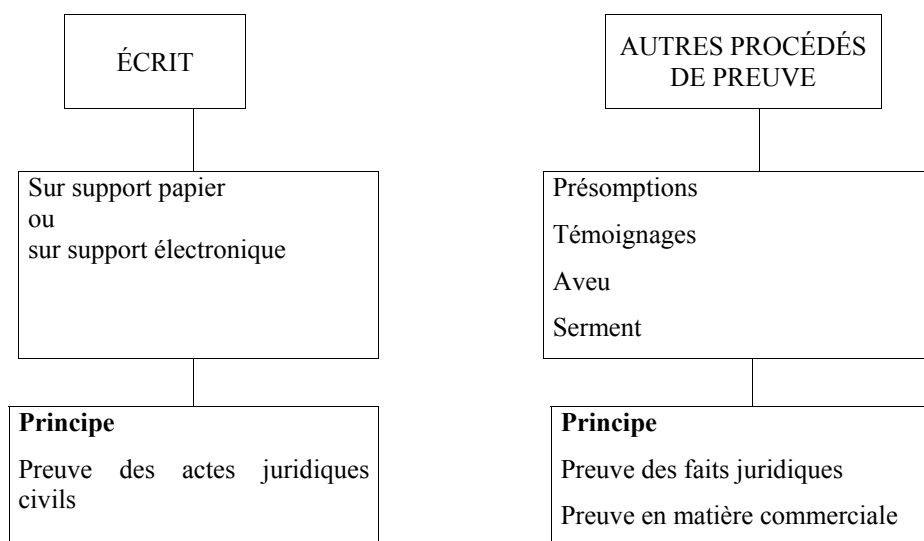 ÉCRIT
Sur support papier
ou
sur support électronique
Principe
Preuve des actes juridiques
civils
AUTRES PROCÉDÉS
DE PREUVE
Présomptions
Témoignages
Aveu
Serment
Principe
Preuve des faits juridiques
Preuve en matière commerciale